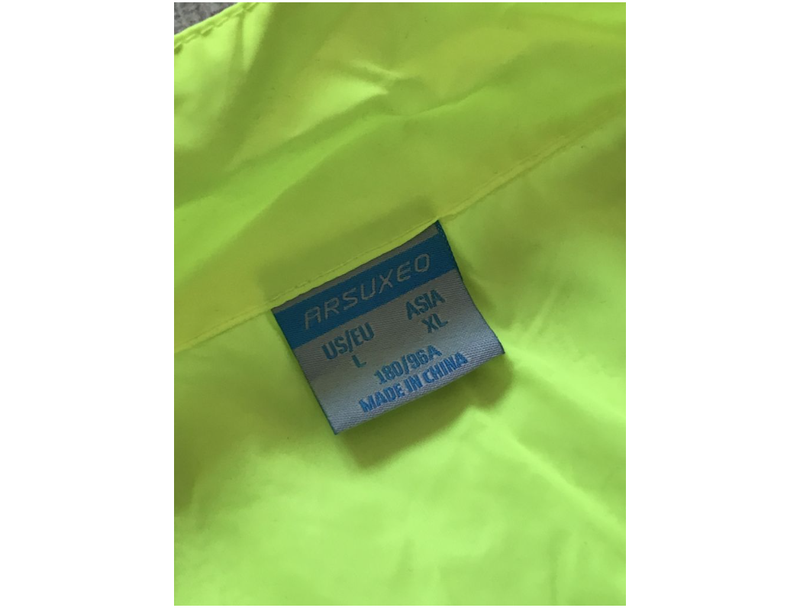 ARSUXEO
US/EU ASIA
L XL
180/96A
MADE IN CHINA